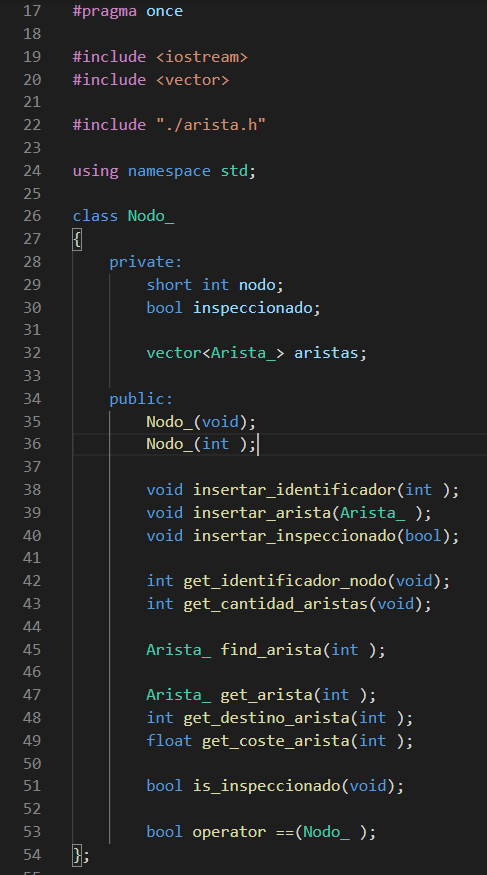 17 #pragma once
18
19 #include <iostream>
20 #include <vector>
21
22 #include "./arista.h"
23
24 using namespace std;
25
26 class Nodo_
27 {
28     private:
29         short int nodo;
30         bool inspeccionado;
31
32         vector<Arista_> aristas;
33
34     public:
35         Nodo_(void);
36         Nodo_(int );
37
38         void insertar_identificador(int );
39         void insertar_arista(Arista_ );
40         void insertar_inspeccionado(bool);
41
42         int get_identificador_nodo(void);
43         int get_cantidad_aristas(void);
44
45         Arista_ find_arista(int );
46
47         Arista_ get_arista(int );
48         int get_destino_arista(int );
49         float get_coste_arista(int );
50
51         bool is_inspeccionado(void);
52
53         bool operator ==(Nodo_ );
54 };